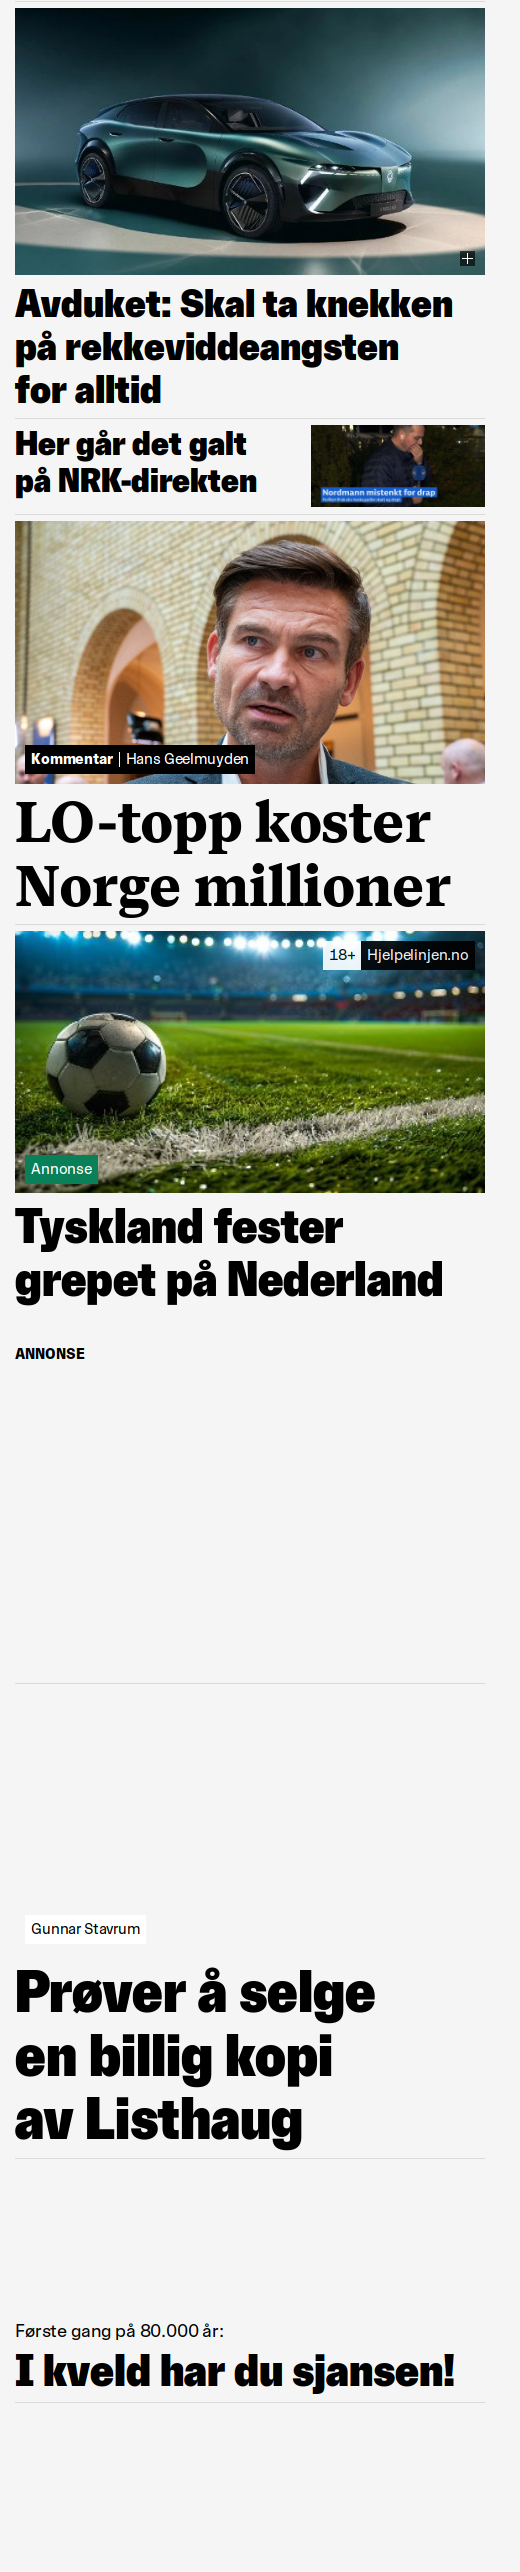 Avduket: Skal ta knekken
på rekkeviddeangsten
for alltid
Her går det galt
på NRK-direkten
Nordmann mistenkt for drap
Kommentar | Hans Geelmuyden
LO-topp koster
Norge millioner
18+ Hjelpelinjen.no
Annonse
Tyskland fester
grepet på Nederland
ANNONSE
Gunnar Stavrum
Prøver å selge
en billig kopi
av Listhaug
Første gang på 80.000 år:
I kveld har du sjansen!